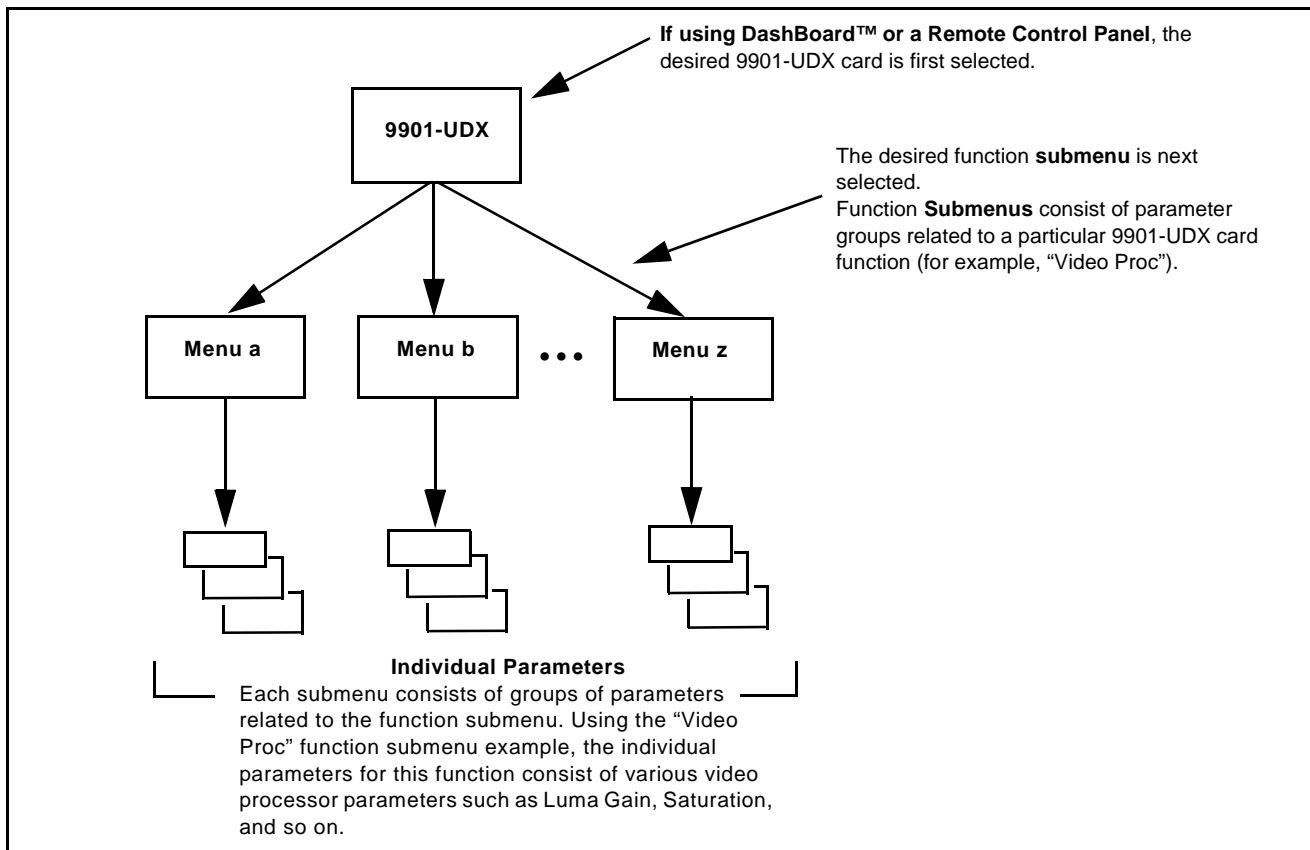 If using DashBoard™ or a Remote Control Panel, the
desired 9901-UDX card is first selected.
9901-UDX
The desired function submenu is next
selected.
Function Submenus consist of parameter
groups related to a particular 9901-UDX card
function (for example, “Video Proc”).
Menu a
Menu b
Menu z
Individual Parameters
Each submenu consists of groups of parameters
related to the function submenu. Using the “Video
Proc” function submenu example, the individual
parameters for this function consist of various video
processor parameters such as Luma Gain, Saturation,
and so on.